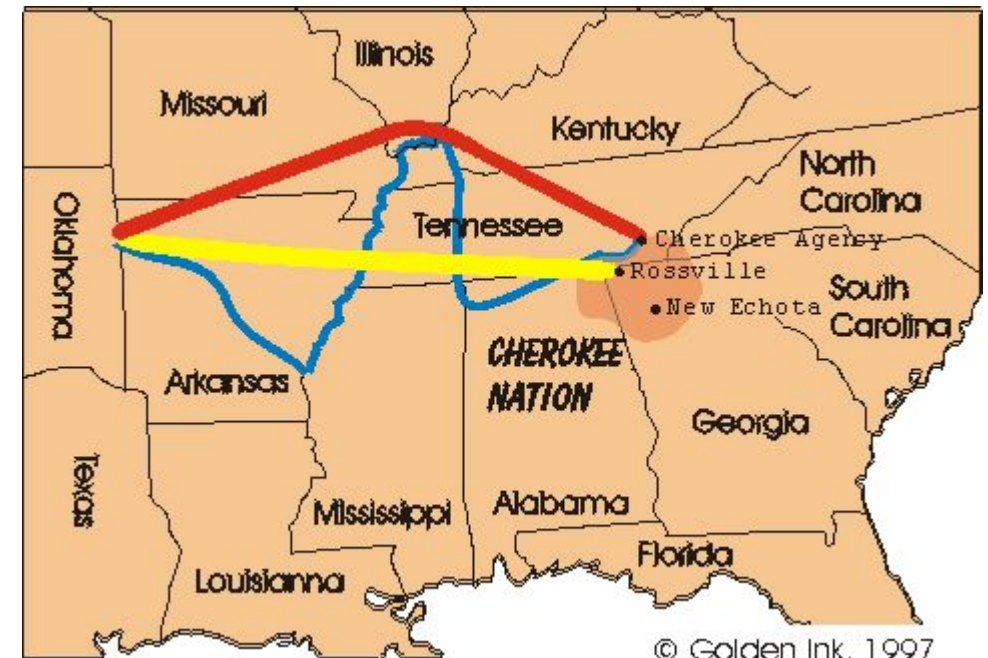 Illinois
Missouri
Kentucky
North
Carolina
Oklahoma
Tennessee
Cherokee Agency
Rossville
New Echota
South
Carolina
CHEROKEE
NATION
Arkansas
Georgia
Texas
Mississippi
Alabama
Florida
Louisianna
© Golden Ink, 1997